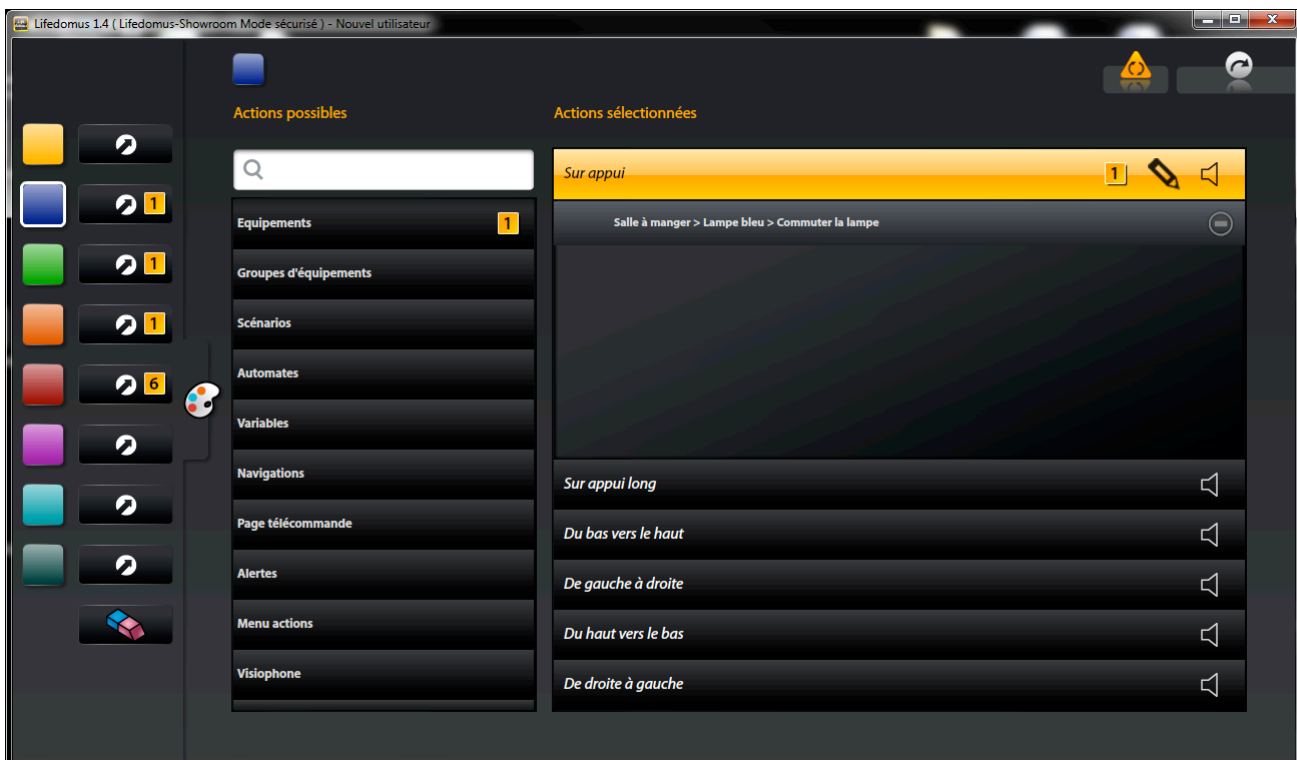 Lifedomus 1.4 ( Lifedomus-Showroom Mode sécurisé ) - Nouvel utilisateur
Actions possibles
Actions sélectionnées
1
1
1
6
Equipements 1
Groupes d'équipements
Scénarios
Automates
Variables
Navigations
Page télécommande
Alertes
Menu actions
Visiophone
Sur appui 1
Salle à manger > Lampe bleu > Commuter la lampe
Sur appui long
Du bas vers le haut
De gauche à droite
Du haut vers le bas
De droite à gauche